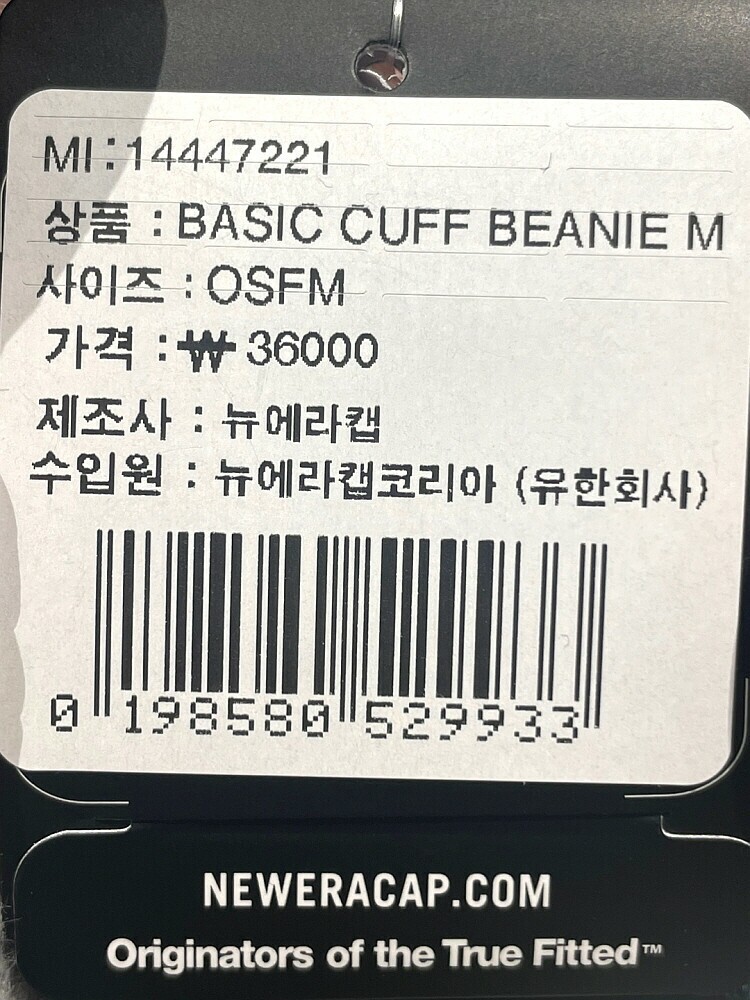 MI:14447221
상품 : BASIC CUFF BEANIE M
사이즈 : OSFM
가격 : ₩ 36000
제조사 : 뉴에라캡
수입원 : 뉴에라캡코리아 (유한회사)
0 198580 529933
NEWERACAP.COM
Originators of the True Fitted™